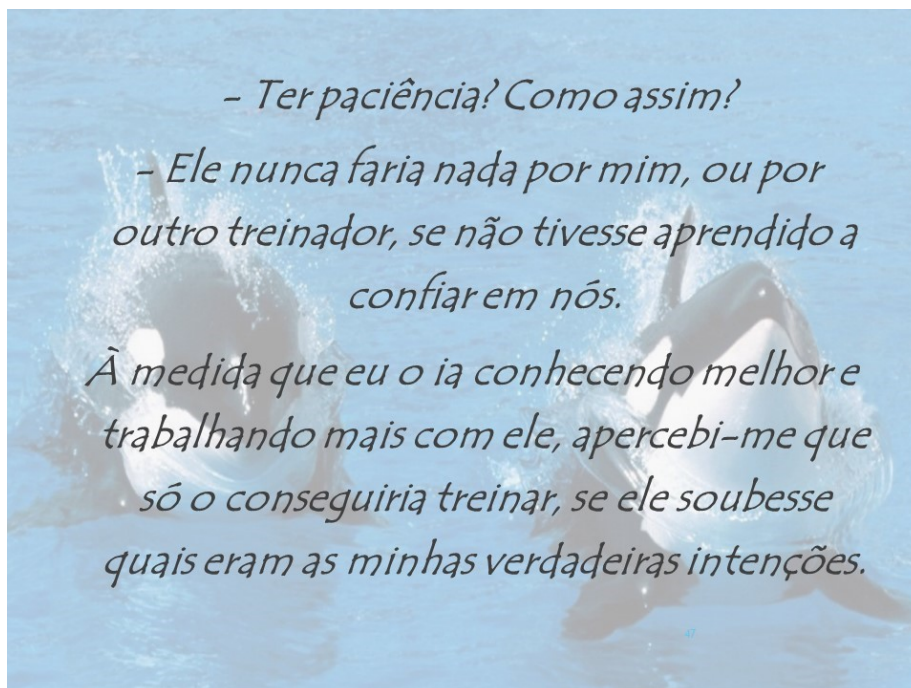 - Ter paciência? Como assim?
- Ele nunca faria nada por mim, ou por
outro treinador, se não tivesse aprendido a
confiar em nós.
À medida que eu o ia conhecendo melhor e
trabalhando mais com ele, apercebi-me que
só o conseguiria treinar, se ele soubesse
quais eram as minhas verdadeiras intenções.
47